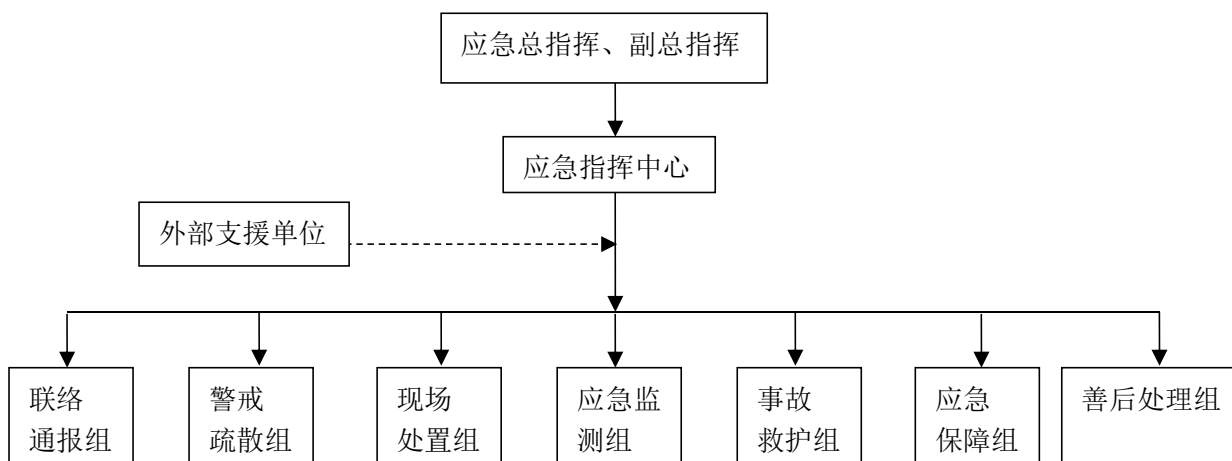 应急总指挥、副总指挥
应急指挥中心
外部支援单位
联络
通报组
警戒
疏散组
现场
处置组
应急监
测组
事故
救护组
应急
保障组
善后处理组